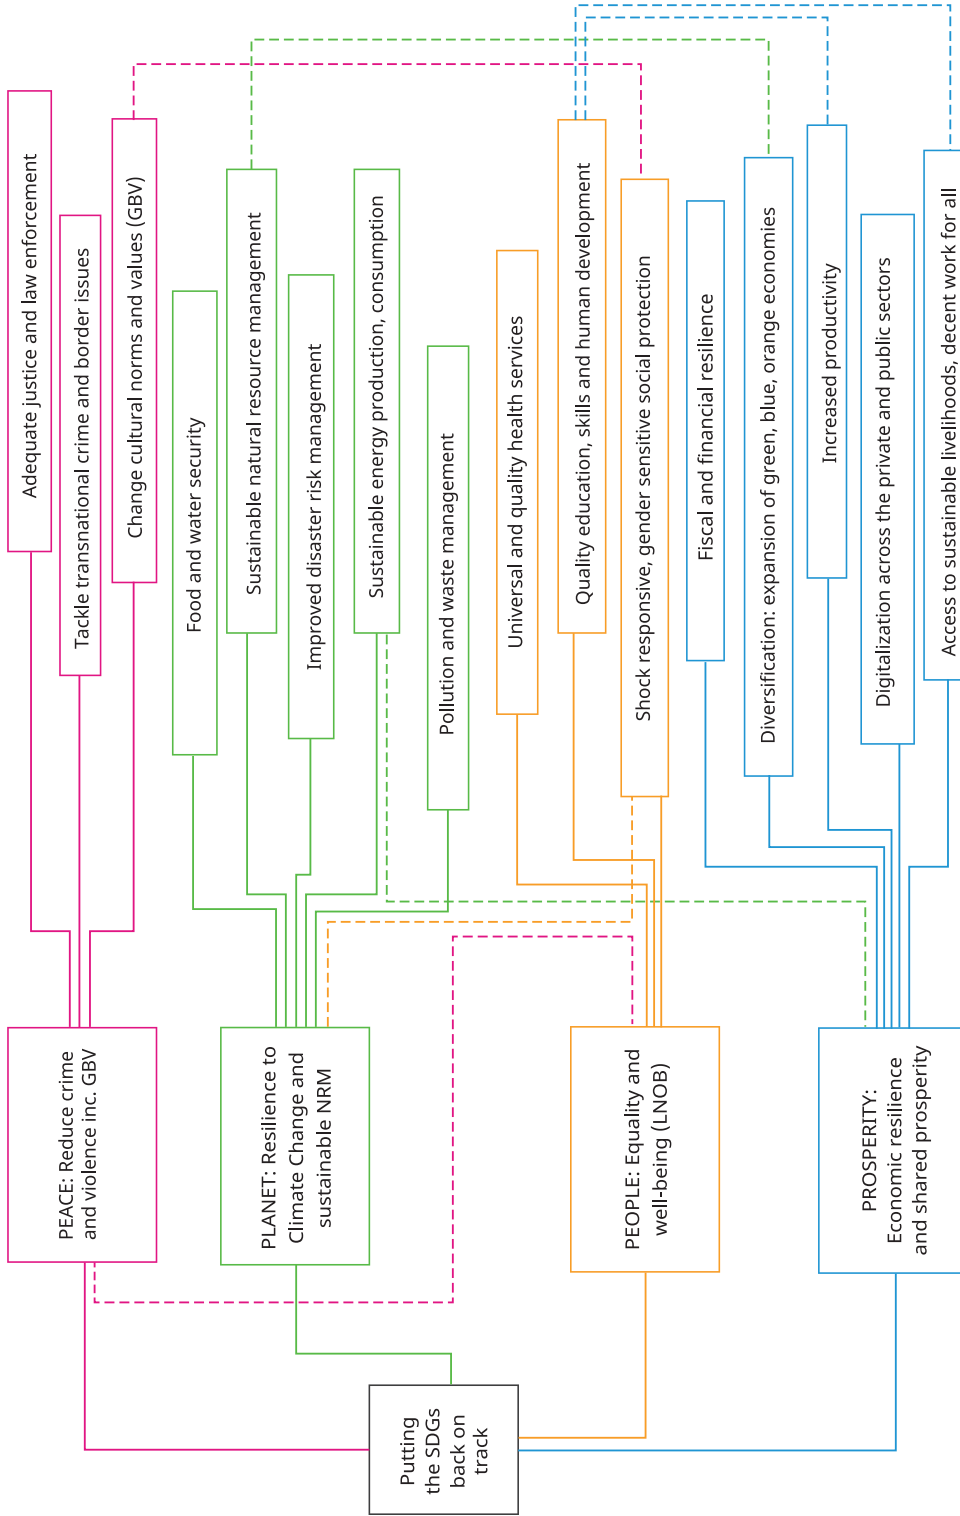 Putting
the SDGs
back on
track
PEACE: Reduce crime
and violence inc. GBV
PLANET: Resilience to
Climate Change and
sustainable NRM
PEOPLE: Equality and
well-being (LNOB)
PROSPERITY:
Economic resilience
and shared prosperity
Adequate justice and law enforcement
Tackle transnational crime and border issues
Change cultural norms and values (GBV)
Food and water security
Sustainable natural resource management
Improved disaster risk management
Sustainable energy production, consumption
Pollution and waste management
Universal and quality health services
Quality education, skills and human development
Shock responsive, gender sensitive social protection
Fiscal and financial resilience
Diversification: expansion of green, blue, orange economies
Increased productivity
Digitalization across the private and public sectors
Access to sustainable livelihoods, decent work for all